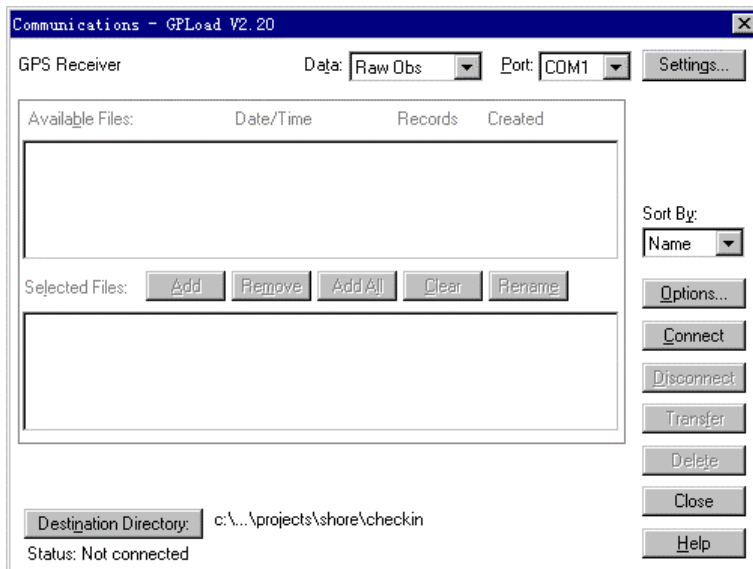 Communications - GPLoad V2.20
GPS Receiver Data: Raw Obs Port: COM1 Settings...
Available Files: Date/Time Records Created
Sort By:
Name
Selected Files: Add Remove Add All Clear Rename
Options...
Connect
Disconnect
Transfer
Delete
Close
Destination Directory: c:\...\projects\shore\checkin
Help
Status: Not connected